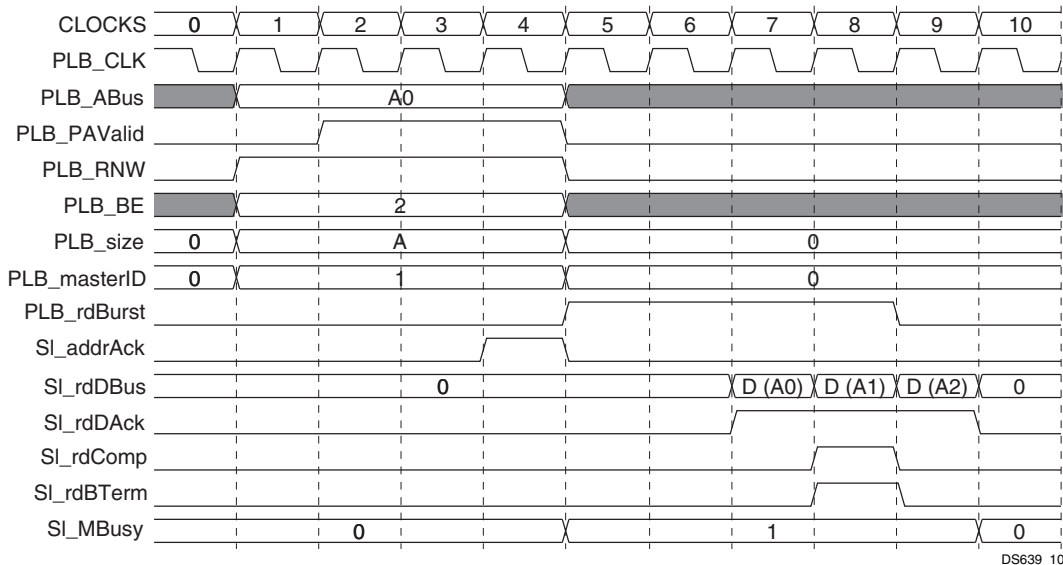 CLOCKS 0 1 2 3 4 5 6 7 8 9 10
PLB_CLK
PLB_ABus A0
PLB_PAValid
PLB_RNW
PLB_BE 2
PLB_size 0 A 0
PLB_masterID 0 1 0
PLB_rdBurst
Sl_addrAck
Sl_rdDBus 0 D (A0) D (A1) D (A2) 0
Sl_rdDAck
Sl_rdComp
Sl_rdBTerm
Sl_MBusy 0 1 0
DS639_10